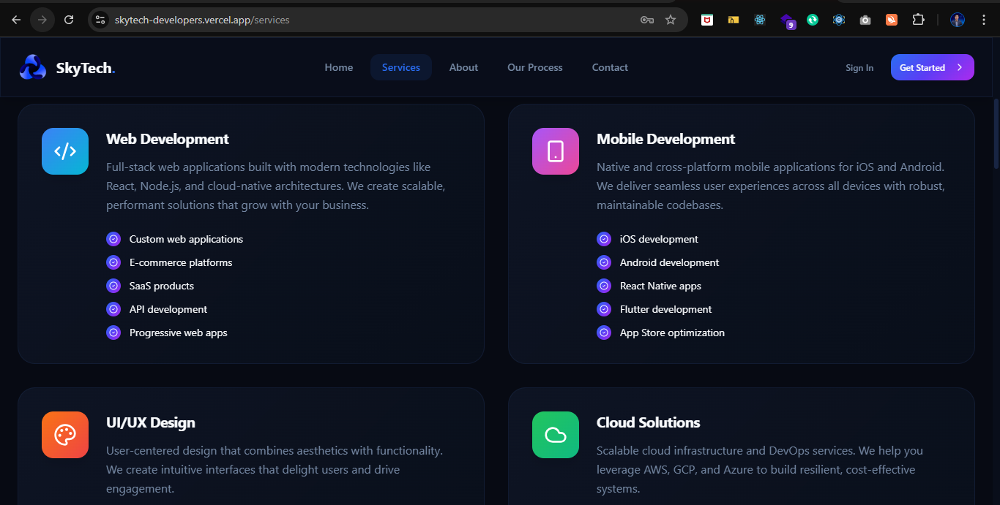 skytech-developers.vercel.app/services
9
SkyTech.
Home
Services
About
Our Process
Contact
Sign In
Get Started
Web Development
Full-stack web applications built with modern technologies like
React, Node.js, and cloud-native architectures. We create scalable,
performant solutions that grow with your business.
Custom web applications
E-commerce platforms
SaaS products
API development
Progressive web apps
Mobile Development
Native and cross-platform mobile applications for iOS and Android.
We deliver seamless user experiences across all devices with robust,
maintainable codebases.
iOS development
Android development
React Native apps
Flutter development
App Store optimization
UI/UX Design
User-centered design that combines aesthetics with functionality.
We create intuitive interfaces that delight users and drive
engagement.
Cloud Solutions
Scalable cloud infrastructure and DevOps services. We help you
leverage AWS, GCP, and Azure to build resilient, cost-effective
systems.